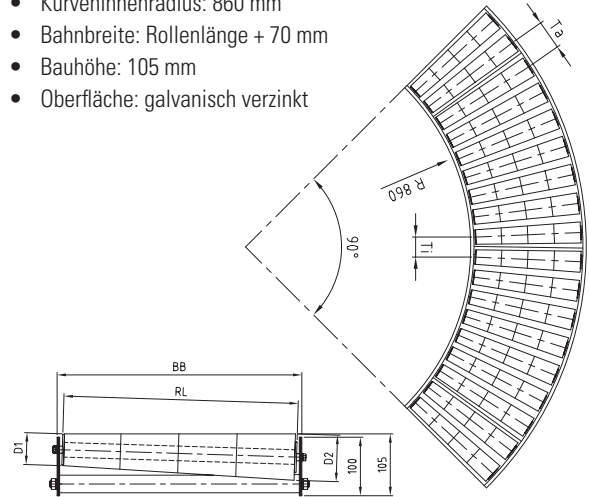 • Kurveninnenradius: 860 mm
• Bahnbreite: Rollenlänge + 70 mm
• Bauhöhe: 105 mm
• Oberfläche: galvanisch verzinkt
Ta
R 860
Ti
90°
BB
RL
D1
D2
100
105